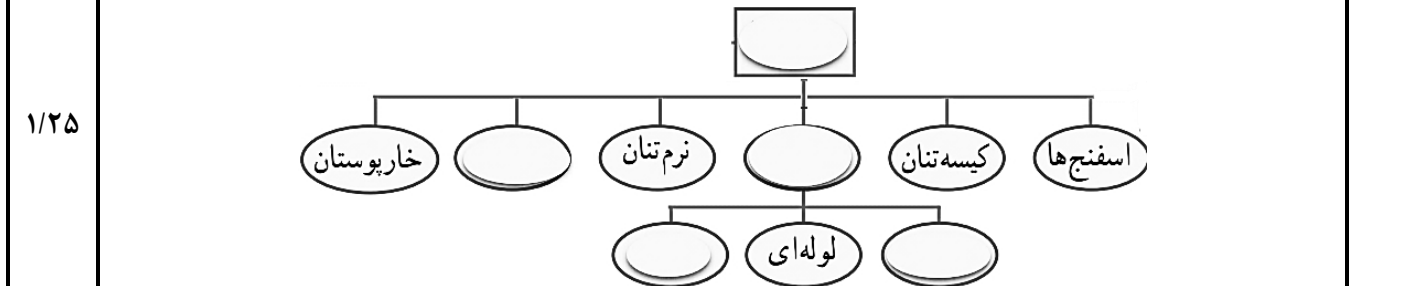 ۱/۲۵
اسفنج‌ها
کیسه‌تنان
نرم‌تنان
خارپوستان
لوله‌ای